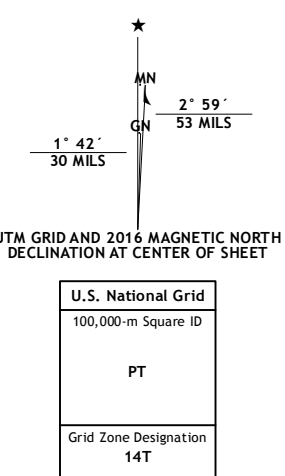 ★
MN
2° 59´
53 MILS
GN
1° 42´
30 MILS
UTM GRID AND 2016 MAGNETIC NORTH
DECLINATION AT CENTER OF SHEET
U.S. National Grid
100,000-m Square ID
PT
Grid Zone Designation
14T